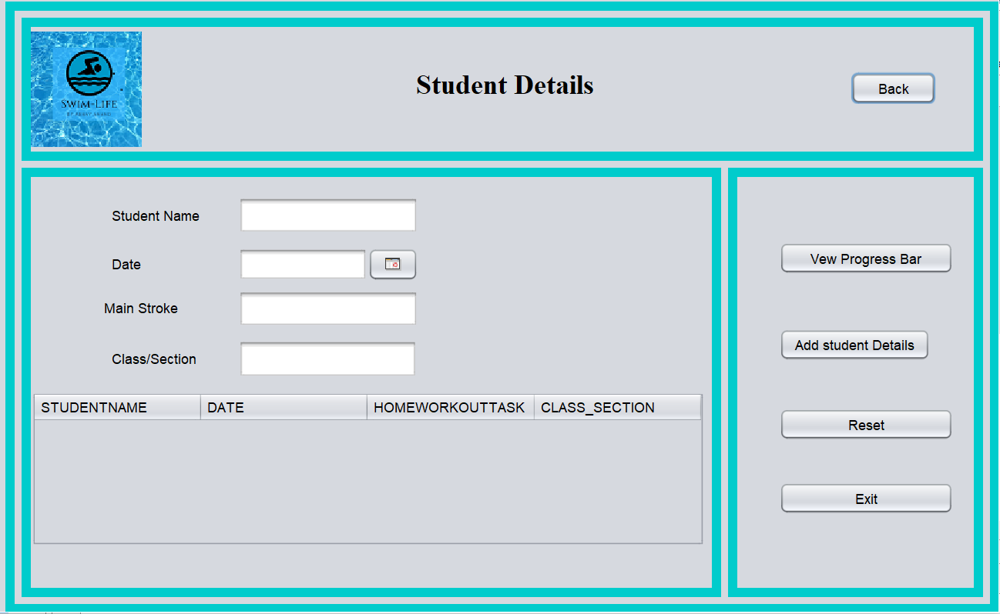 Student Details
Back
SWIM-LIFE
Student Name
Date
Main Stroke
Class/Section
STUDENTNAME DATE HOMEWORKOUTTASK CLASS_SECTION
Vew Progress Bar
Add student Details
Reset
Exit